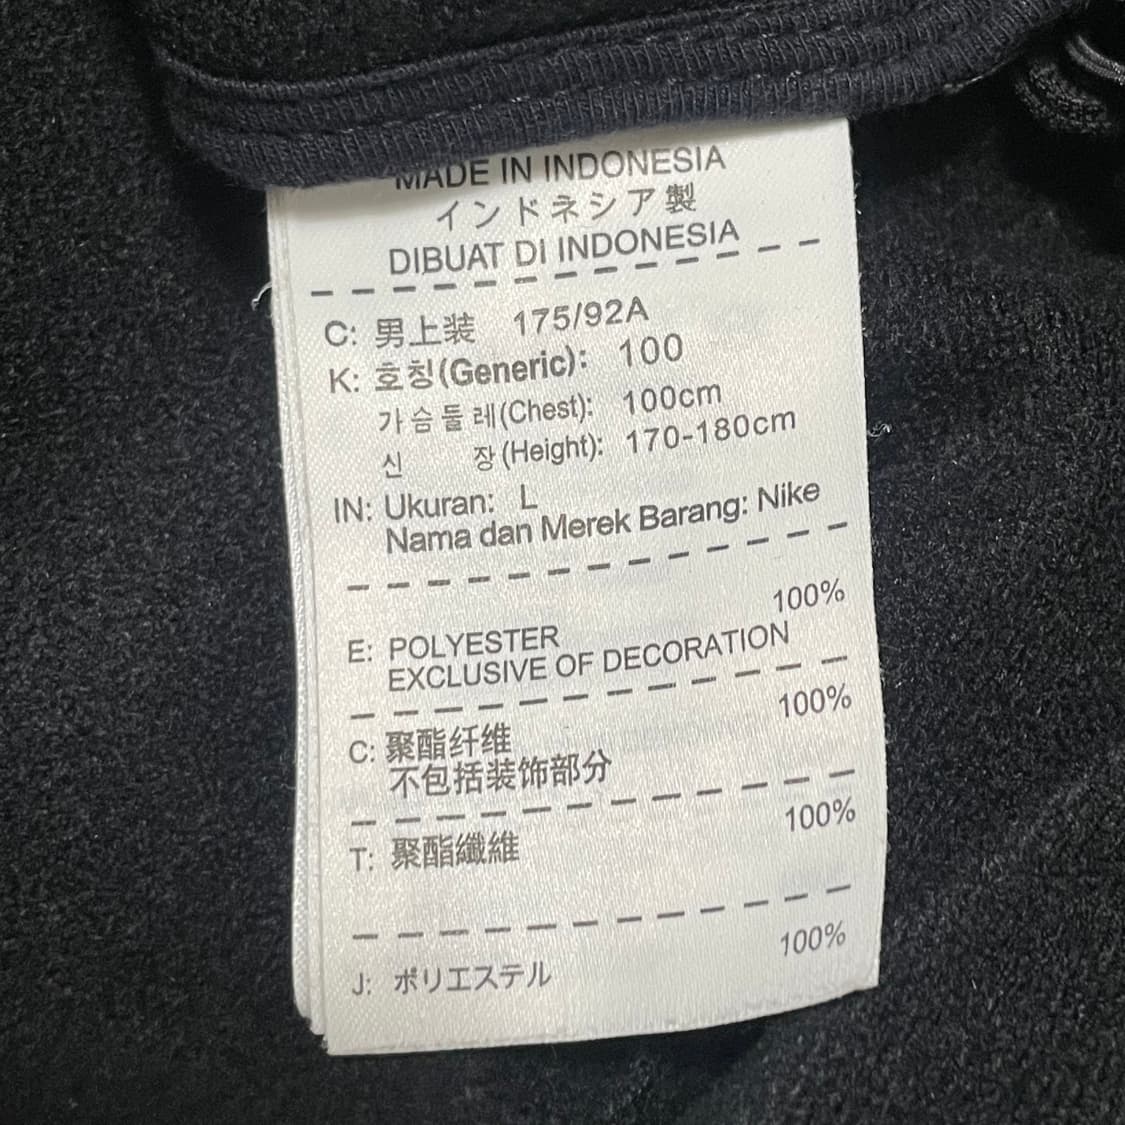 MADE IN INDONESIA
インドネシア製
DIBUAT DI INDONESIA
C: 男上装 175/92A
K: 호칭(Generic): 100
가슴둘레(Chest): 100cm
신 장(Height): 170-180cm
IN: Ukuran: L
Nama dan Merek Barang: Nike
100%
E: POLYESTER
EXCLUSIVE OF DECORATION
100%
C: 聚酯纤维
不包括装饰部分
100%
T: 聚酯纖維
100%
J: ポリエステル